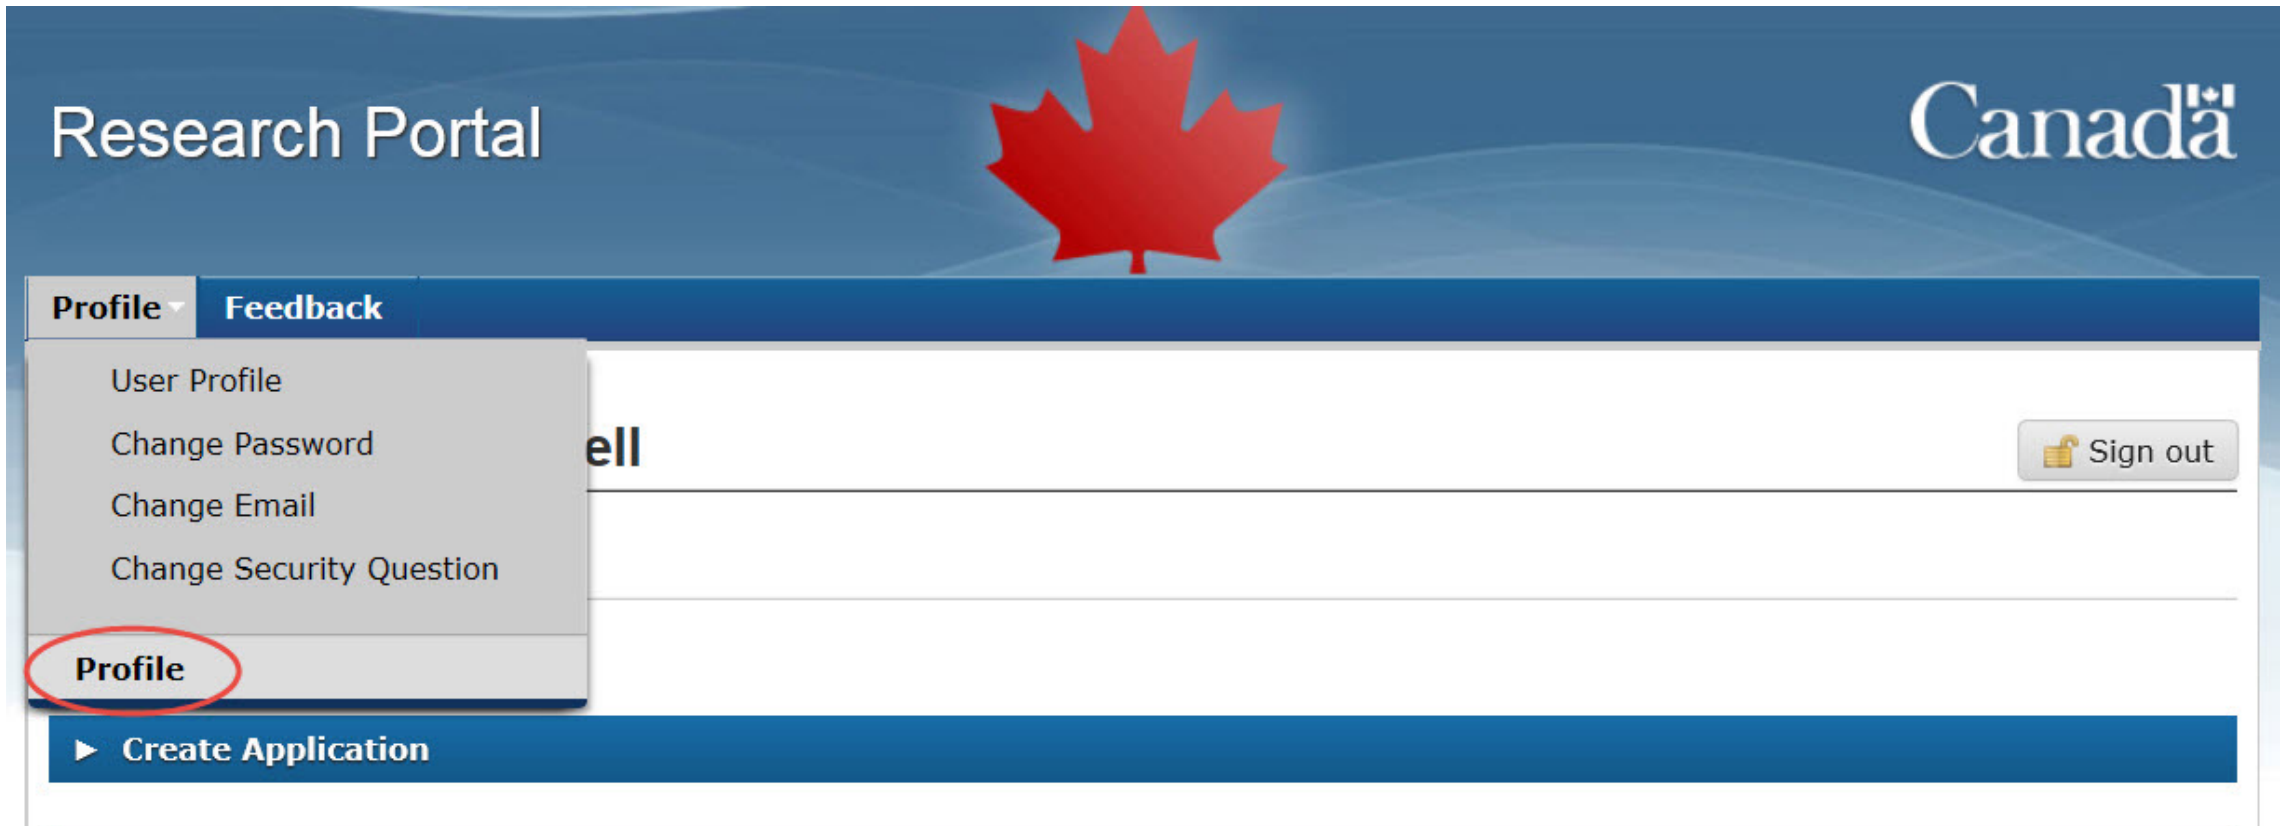 Research Portal
Canada
Profile Feedback
User Profile
Change Password
ell
Sign out
Change Email
Change Security Question
Profile
Create Application